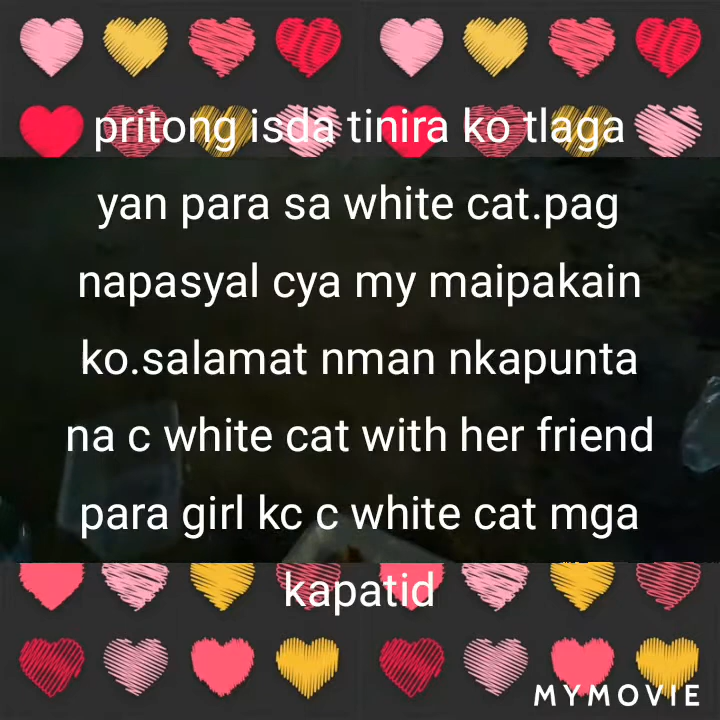 pritong isda tinira ko tlaga
yan para sa white cat.pag
napasyal cya my maipakain
ko.salamat nman nkapunta
na c white cat with her friend
para girl kc c white cat mga
kapatid
MYMOVIE